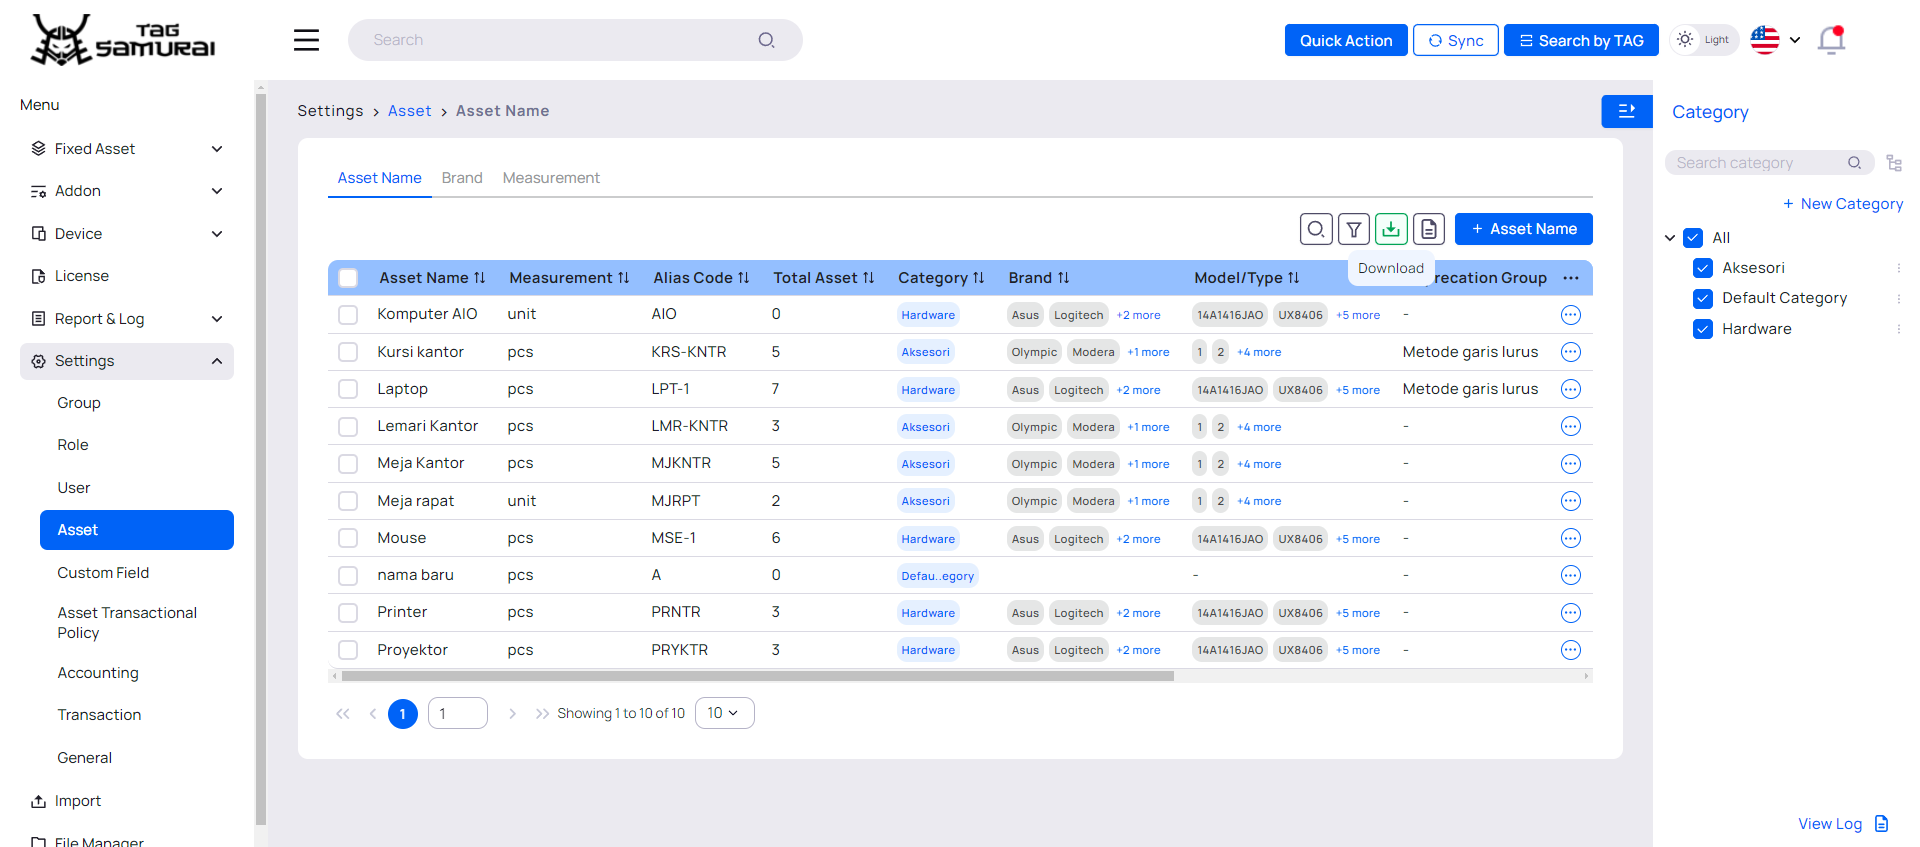 TAG SAMURAI
Search
Quick Action
Sync
Search by TAG
Light
Menu
Fixed Asset
Addon
Device
License
Report & Log
Settings
Group
Role
User
Asset
Custom Field
Asset Transactional
Policy
Accounting
Transaction
General
Import
File Manager
Settings > Asset > Asset Name
Asset Name Brand Measurement
+ Asset Name
Download
Asset Name Measurement Alias Code Total Asset Category Brand Model/Type Group
Komputer AIO unit AIO 0 Hardware Asus Logitech +2 more 14A1416JAO UX8406 +5 more -
Kursi kantor pcs KRS-KNTR 5 Aksesori Olympic Modera +1 more 1 2 +4 more Metode garis lurus
Laptop pcs LPT-1 7 Hardware Asus Logitech +2 more 14A1416JAO UX8406 +5 more Metode garis lurus
Lemari Kantor pcs LMR-KNTR 3 Aksesori Olympic Modera +1 more 1 2 +4 more -
Meja Kantor pcs MJKNTR 5 Aksesori Olympic Modera +1 more 1 2 +4 more -
Meja rapat unit MJRPT 2 Aksesori Olympic Modera +1 more 1 2 +4 more -
Mouse pcs MSE-1 6 Hardware Asus Logitech +2 more 14A1416JAO UX8406 +5 more -
nama baru pcs A 0 Defau..egory - -
Printer pcs PRNTR 3 Hardware Asus Logitech +2 more 14A1416JAO UX8406 +5 more -
Proyektor pcs PRYKTR 3 Hardware Asus Logitech +2 more 14A1416JAO UX8406 +5 more -
1 1 Showing 1 to 10 of 10 10
Category
Search category
+ New Category
All
Aksesori
Default Category
Hardware
View Log